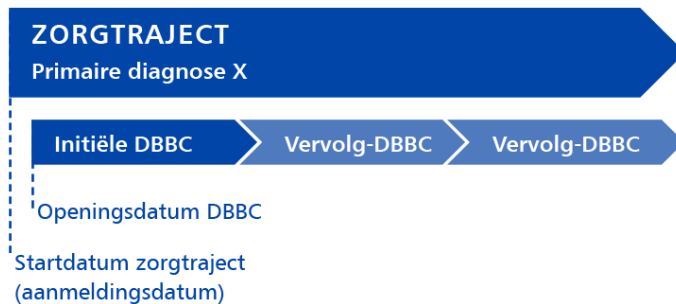 ZORGTRAJECT
Primaire diagnose X
Initiële DBBC
Vervolg-DBBC
Vervolg-DBBC
Openingsdatum DBBC
Startdatum zorgtraject
(aanmeldingsdatum)